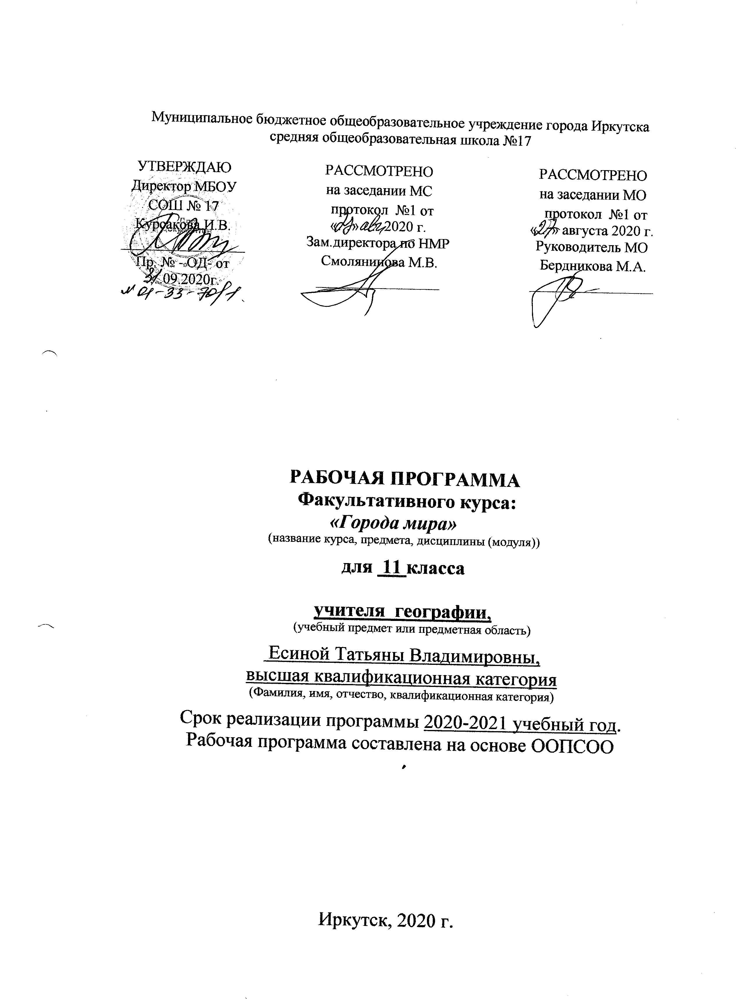 Муниципальное бюджетное общеобразовательное учреждение города Иркутска
средняя общеобразовательная школа №17
УТВЕРЖДАЮ
Директор МБОУ
СОШ № 17
Курсакова И.В.
Пр. № - ОД- от
31.09.2020г.
№ 01-33-70/1
РАССМОТРЕНО
на заседании МС
протокол №1 от
« » авг 2020 г.
Зам.директора по НМР
Смолянинова М.В.
РАССМОТРЕНО
на заседании МО
протокол №1 от
«27» августа 2020 г.
Руководитель МО
Бердникова М.А.
РАБОЧАЯ ПРОГРАММА
Факультативного курса:
«Города мира»
(название курса, предмета, дисциплины (модуля))
для 11 класса
учителя географии,
(учебный предмет или предметная область)
Есиной Татьяны Владимировны,
высшая квалификационная категория
(Фамилия, имя, отчество, квалификационная категория)
Срок реализации программы 2020-2021 учебный год.
Рабочая программа составлена на основе ООПСОО
Иркутск, 2020 г.